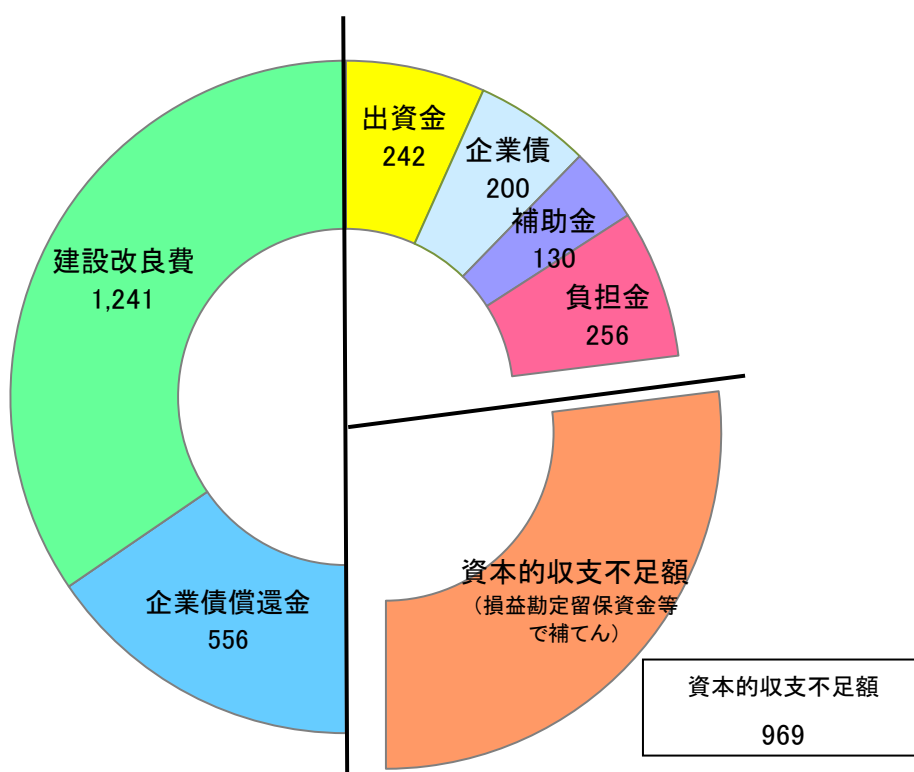 出資金
242
企業債
200
補助金
130
負担金
256
建設改良費
1,241
企業債償還金
556
資本的収支不足額
（損益勘定留保資金等
で補てん）
資本的収支不足額
969